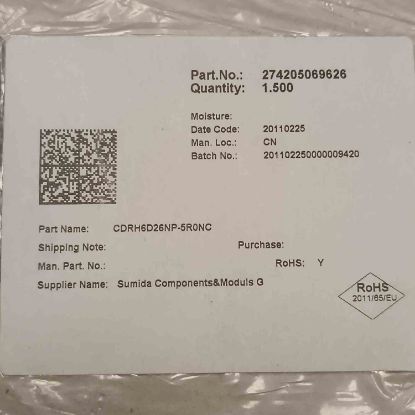 Part.No.: 274205069626
Quantity: 1.500
Moisture:
Date Code: 20110225
Man. Loc.: CN
Batch No.: 201102250000009420
Part Name: CDRH6D26NP-5R0NC
Shipping Note: Purchase:
Man. Part. No.: RoHS: Y
Supplier Name: Sumida Components&Moduls G
RoHS
2011/65/EU